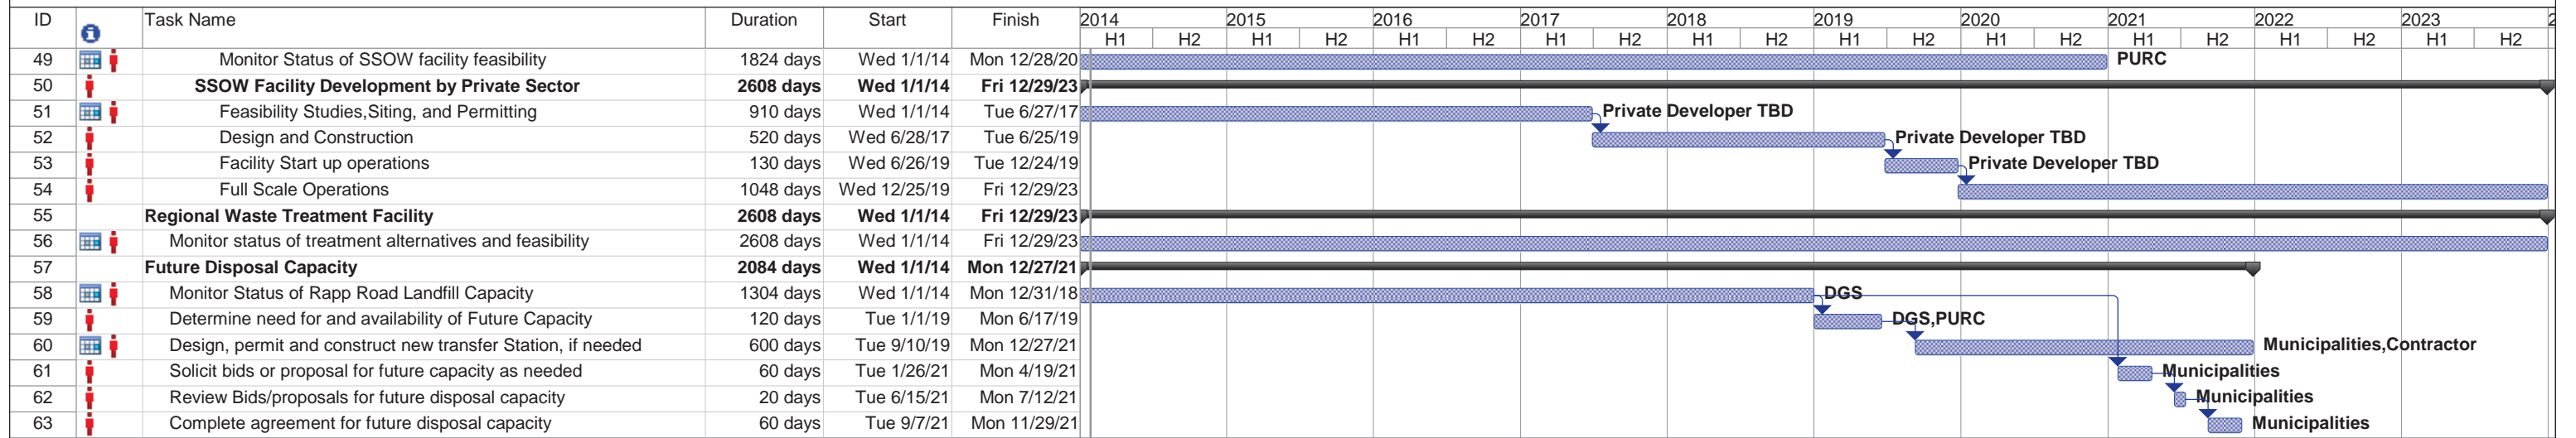 ID Task Name Duration Start Finish 2014 2015 2016 2017 2018 2019 2020 2021 2022 2023 2
H1 H2 H1 H2 H1 H2 H1 H2 H1 H2 H1 H2 H1 H2 H1 H2 H1 H2 H1 H2
49 Monitor Status of SSOW facility feasibility 1824 days Wed 1/1/14 Mon 12/28/20 PURC
50 SSOW Facility Development by Private Sector 2608 days Wed 1/1/14 Fri 12/29/23
51 Feasibility Studies,Siting, and Permitting 910 days Wed 1/1/14 Tue 6/27/17 Private Developer TBD
52 Design and Construction 520 days Wed 6/28/17 Tue 6/25/19 Private Developer TBD
53 Facility Start up operations 130 days Wed 6/26/19 Tue 12/24/19 Private Developer TBD
54 Full Scale Operations 1048 days Wed 12/25/19 Fri 12/29/23
55 Regional Waste Treatment Facility 2608 days Wed 1/1/14 Fri 12/29/23
56 Monitor status of treatment alternatives and feasibility 2608 days Wed 1/1/14 Fri 12/29/23
57 Future Disposal Capacity 2084 days Wed 1/1/14 Mon 12/27/21
58 Monitor Status of Rapp Road Landfill Capacity 1304 days Wed 1/1/14 Mon 12/31/18 DGS
59 Determine need for and availability of Future Capacity 120 days Tue 1/1/19 Mon 6/17/19 DGS,PURC
60 Design, permit and construct new transfer Station, if needed 600 days Tue 9/10/19 Mon 12/27/21 Municipalities,Contractor
61 Solicit bids or proposal for future capacity as needed 60 days Tue 1/26/21 Mon 4/19/21 Municipalities
62 Review Bids/proposals for future disposal capacity 20 days Tue 6/15/21 Mon 7/12/21 Municipalities
63 Complete agreement for future disposal capacity 60 days Tue 9/7/21 Mon 11/29/21 Municipalities